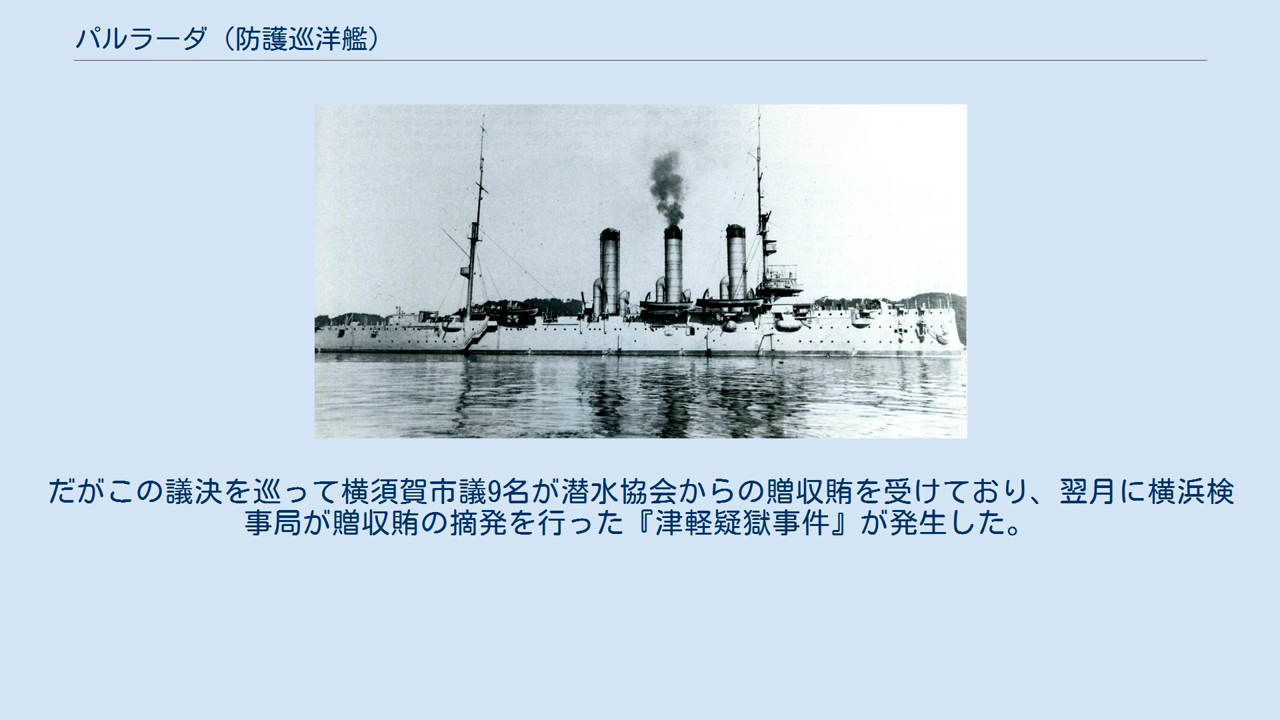 パルラーダ（防護巡洋艦）
だがこの議決を巡って横須賀市議9名が潜水協会からの贈収賄を受けており、翌月に横浜検
事局が贈収賄の摘発を行った『津軽疑獄事件』が発生した。